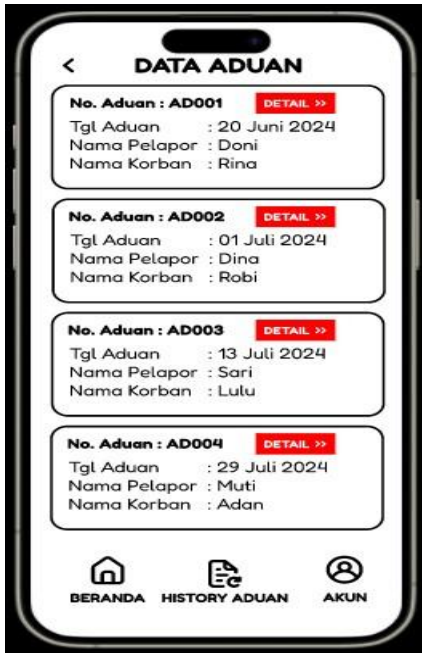 < DATA ADUAN
No. Aduan : AD001 DETAIL >>
Tgl Aduan : 20 Juni 2024
Nama Pelapor : Doni
Nama Korban : Rina
No. Aduan : AD002 DETAIL >>
Tgl Aduan : 01 Juli 2024
Nama Pelapor : Dina
Nama Korban : Robi
No. Aduan : AD003 DETAIL >>
Tgl Aduan : 13 Juli 2024
Nama Pelapor : Sari
Nama Korban : Lulu
No. Aduan : AD004 DETAIL >>
Tgl Aduan : 29 Juli 2024
Nama Pelapor : Muti
Nama Korban : Adan
BERANDA HISTORY ADUAN AKUN